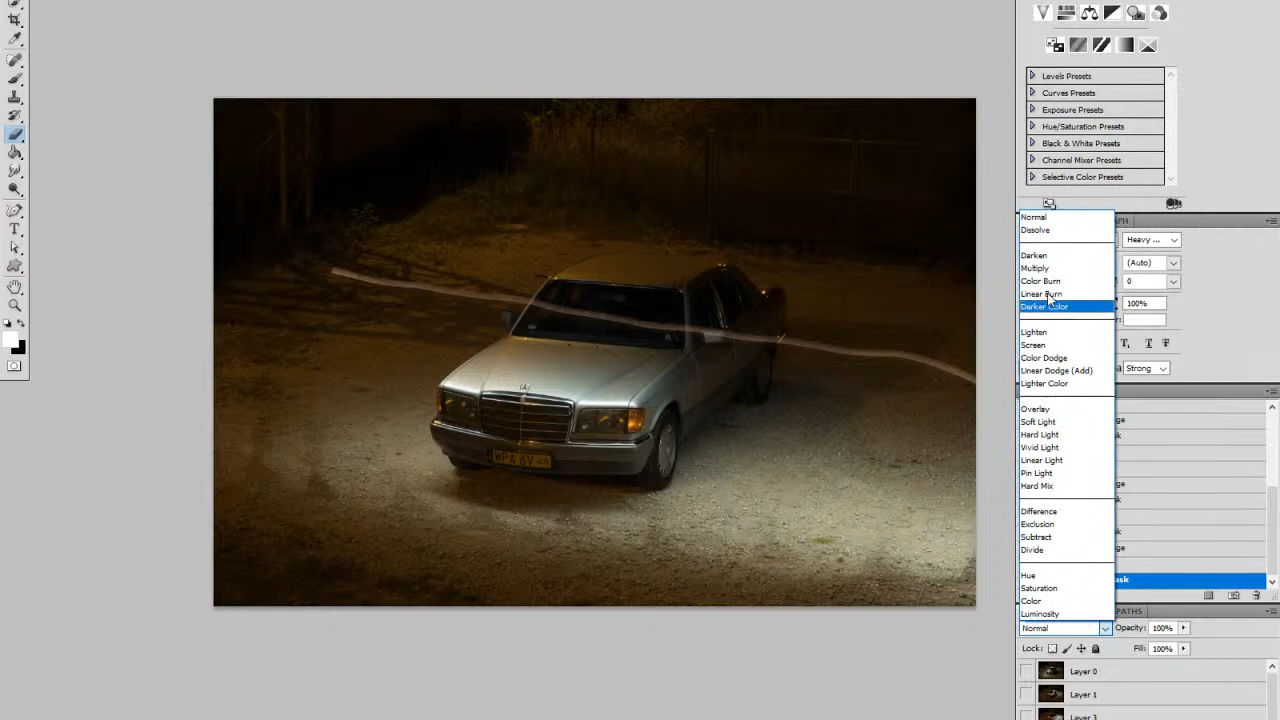 Levels Presets
Curves Presets
Exposure Presets
Hue/Saturation Presets
Black & White Presets
Channel Mixer Presets
Selective Color Presets
Normal
Dissolve
Darken
Multiply
Color Burn
Linear Burn
Darker Color
Lighten
Screen
Color Dodge
Linear Dodge (Add)
Lighter Color
Overlay
Soft Light
Hard Light
Vivid Light
Linear Light
Pin Light
Hard Mix
Difference
Exclusion
Subtract
Divide
Hue
Saturation
Color
Luminosity
Heavy ...
(Auto)
0
100%
T, T Ŧ
Strong
PATHS
Normal
Opacity: 100%
Lock:
Fill: 100%
Layer 0
Layer 1
Layer 3
WPA 6V